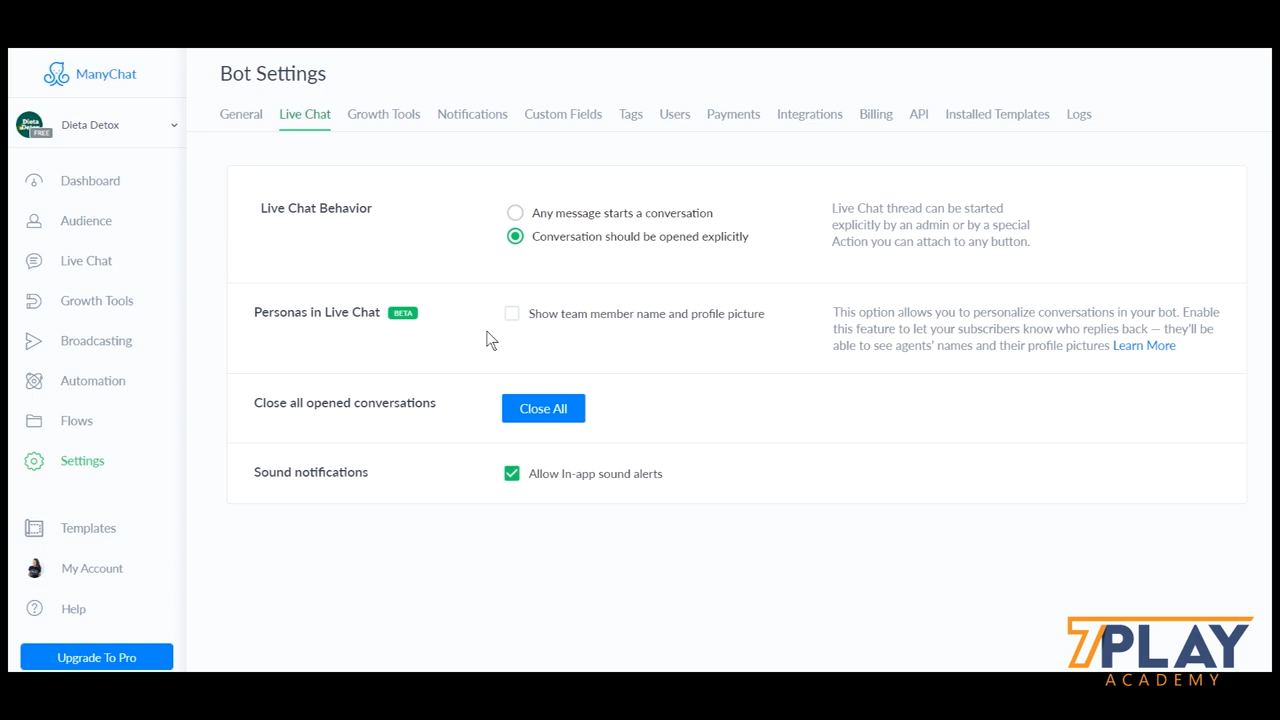 ManyChat
Dieta
Detox
FREE
Dieta Detox
Dashboard
Audience
Live Chat
Growth Tools
Broadcasting
Automation
Flows
Settings
Templates
My Account
Help
Upgrade To Pro
Bot Settings
General Live Chat Growth Tools Notifications Custom Fields Tags Users Payments Integrations Billing API Installed Templates Logs
Live Chat Behavior
Any message starts a conversation
Conversation should be opened explicitly
Live Chat thread can be started
explicitly by an admin or by a special
Action you can attach to any button.
Personas in Live Chat BETA
Show team member name and profile picture
This option allows you to personalize conversations in your bot. Enable
this feature to let your subscribers know who replies back — they'll be
able to see agents' names and their profile pictures Learn More
Close all opened conversations
Close All
Sound notifications
Allow In-app sound alerts
7PLAY
ACADEMY